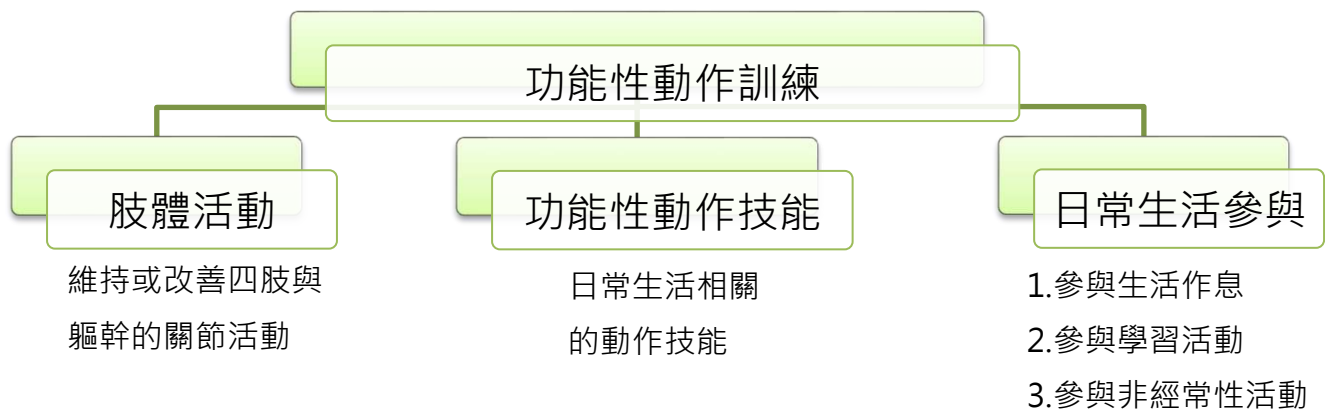 功能性動作訓練
肢體活動
維持或改善四肢與
軀幹的關節活動
功能性動作技能
日常生活相關
的動作技能
日常生活參與
1.參與生活作息
2.參與學習活動
3.參與非經常性活動